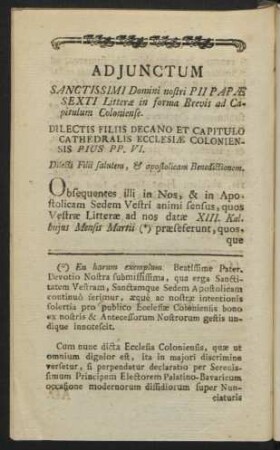 ADJUNCTUM
SANCTISSIMI Domini nostri PII PAPÆ
SEXTI Litteræ in forma Brevis ad Ca-
pitulum Coloniense.
DILECTIS FILIIS DECANO ET CAPITULO
CATHEDRALIS ECCLESIÆ COLONIEN-
SIS PIUS PP. VI.
Dilecti Filii salutem, & apostolicam Benedictionem.
Obsequentes illi in Nos, & in Apo-
stolicam Sedem Vestri animi sensus, quos
Vestræ Litteræ ad nos datæ XIII. Kal.
hujus Mensis Martii (*) præseferunt, quos,
que
(*) En harum exemplum Beatissime Pater.
Devotio Nostra submississima, qua erga Sancti-
tatem Vestram, Sanctamque Sedem Apostolicam
continuò ferimur, æquè ac nostræ intentionis
solertia pro publico Ecclesiæ Coloniensis bono
ex nostris & Antecessorum Nostrorum gestis un-
dique innotescit.
Cum nunc dicta Ecclesia Coloniensis, quæ ut
omnium dignior est, ita in majori discrimine
versetur, si perpendatur declaratio per Serenis-
simum Principem Electorem Palatino-Bavaricum
occasione modernorum dissidiorum super Nun-
ciaturis